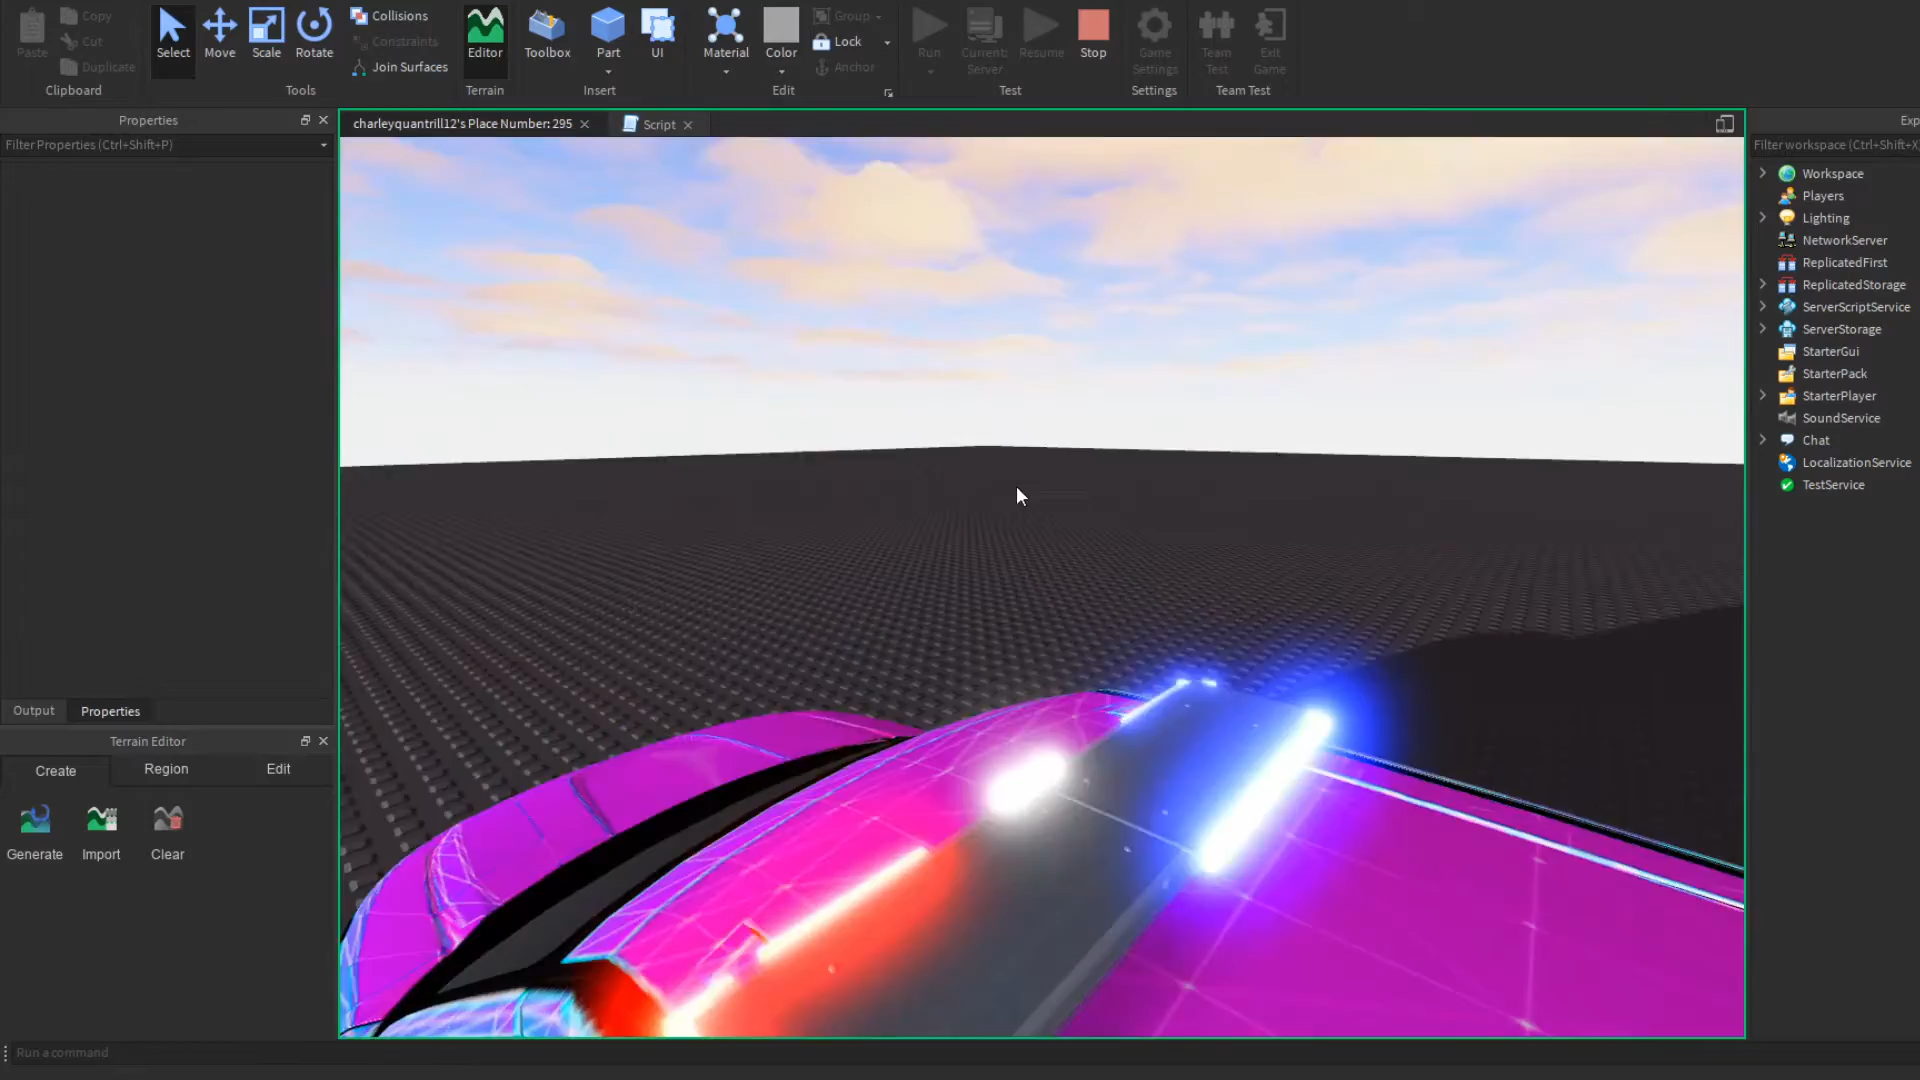 Paste
Copy
Cut
Duplicate
Clipboard
Select
Move
Scale
Rotate
Collisions
Constraints
Join Surfaces
Tools
Editor
Terrain
Toolbox
Part
UI
Insert
Material
Color
Group
Lock
Anchor
Edit
Run
Current: Server
Resume
Stop
Test
Game Settings
Settings
Team Test
Exit Game
Team Test
Properties
Filter Properties (Ctrl+Shift+P)
charleyquantrill12's Place Number: 295
Script
Exp
Filter workspace (Ctrl+Shift+X
Workspace
Players
Lighting
NetworkServer
ReplicatedFirst
ReplicatedStorage
ServerScriptService
ServerStorage
StarterGui
StarterPack
StarterPlayer
SoundService
Chat
LocalizationService
TestService
Output
Properties
Terrain Editor
Create
Region
Edit
Generate
Import
Clear
Run a command